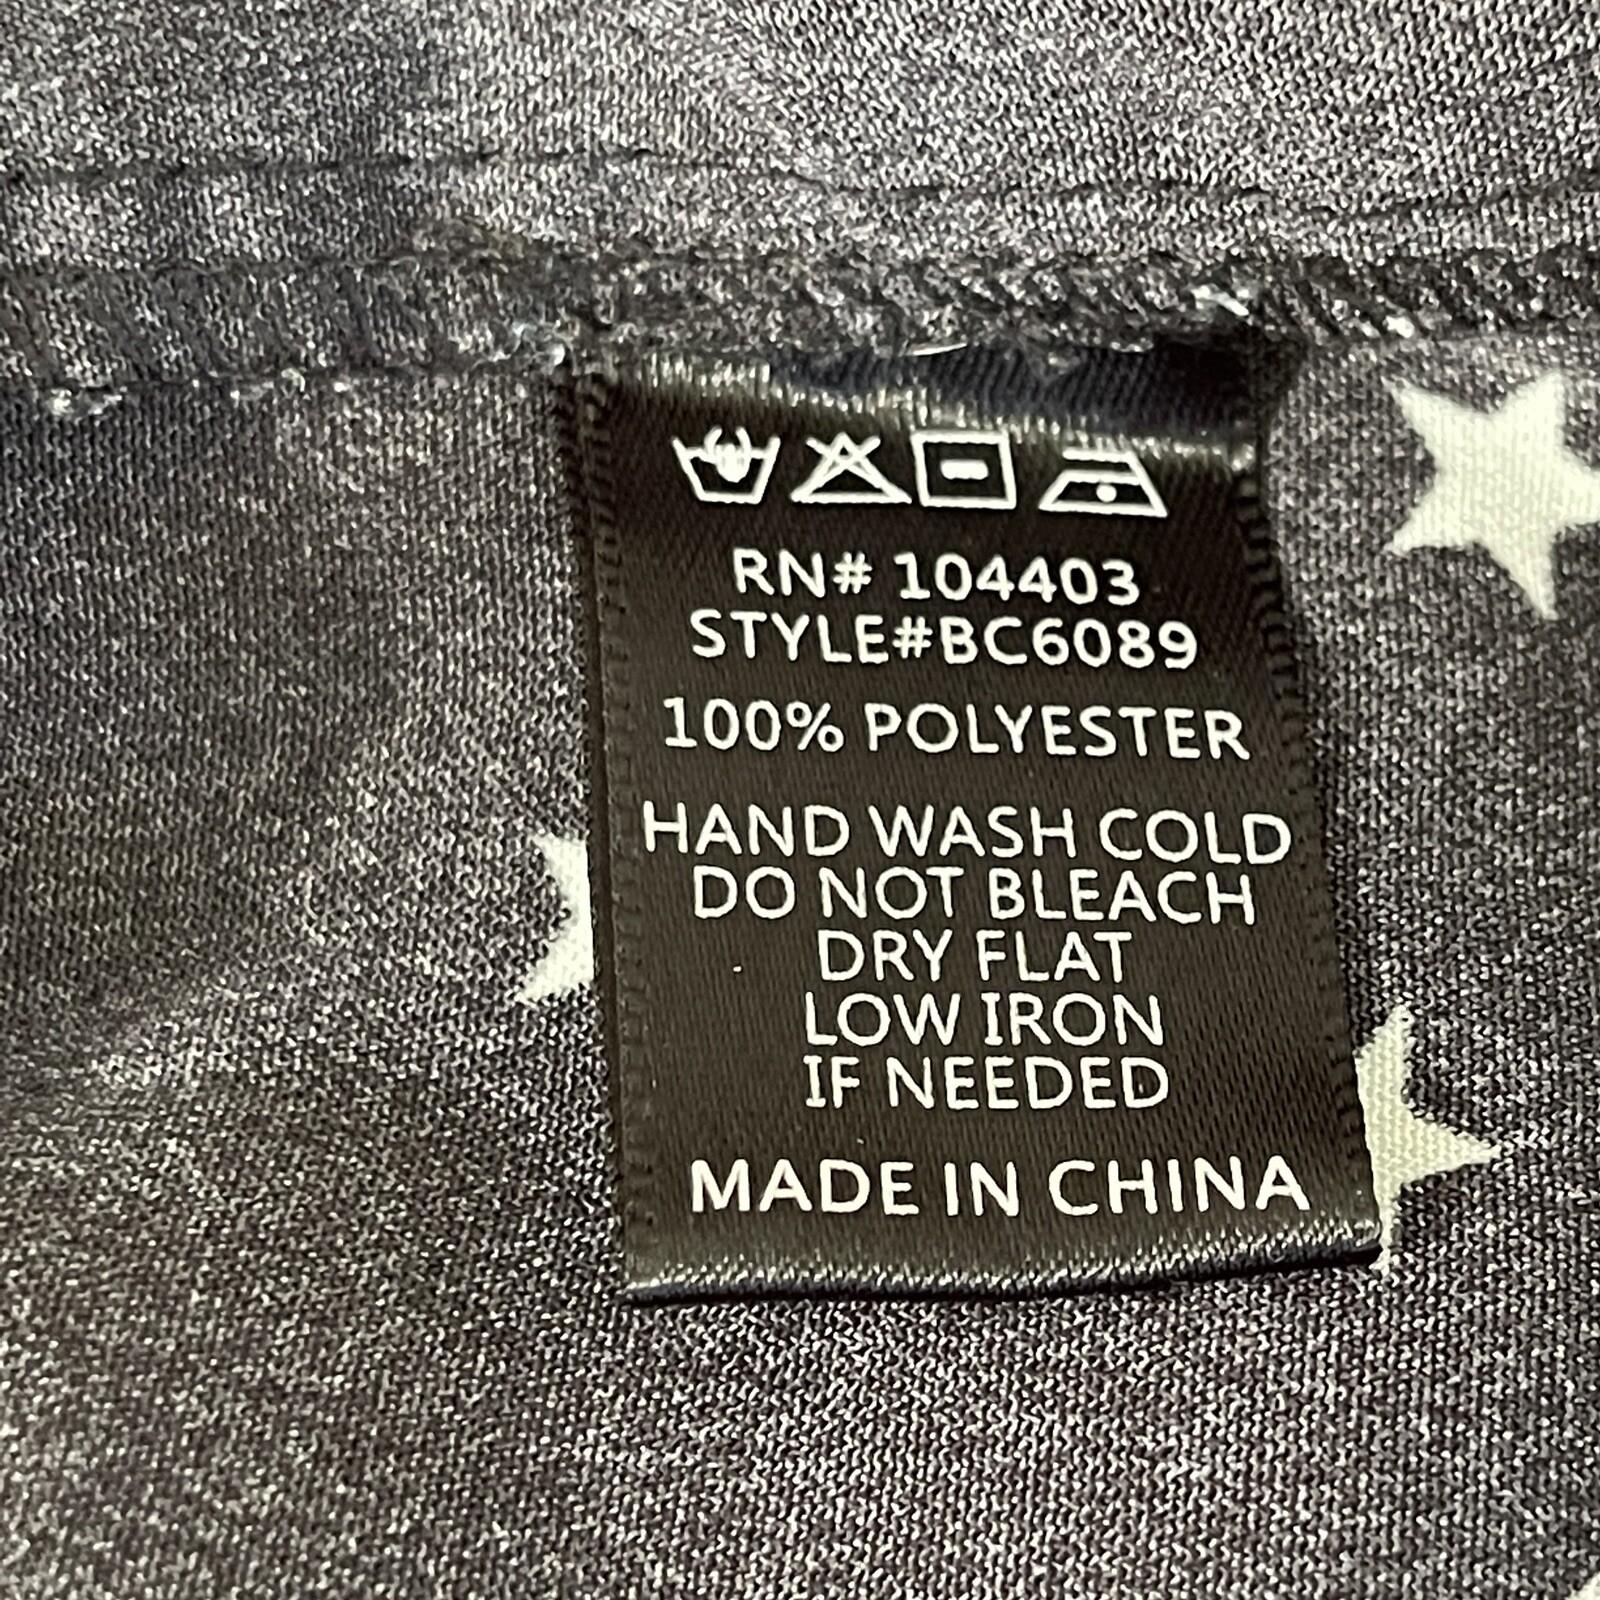 RN# 104403
STYLE#BC6089
100% POLYESTER
HAND WASH COLD
DO NOT BLEACH
DRY FLAT
LOW IRON
IF NEEDED
MADE IN CHINA